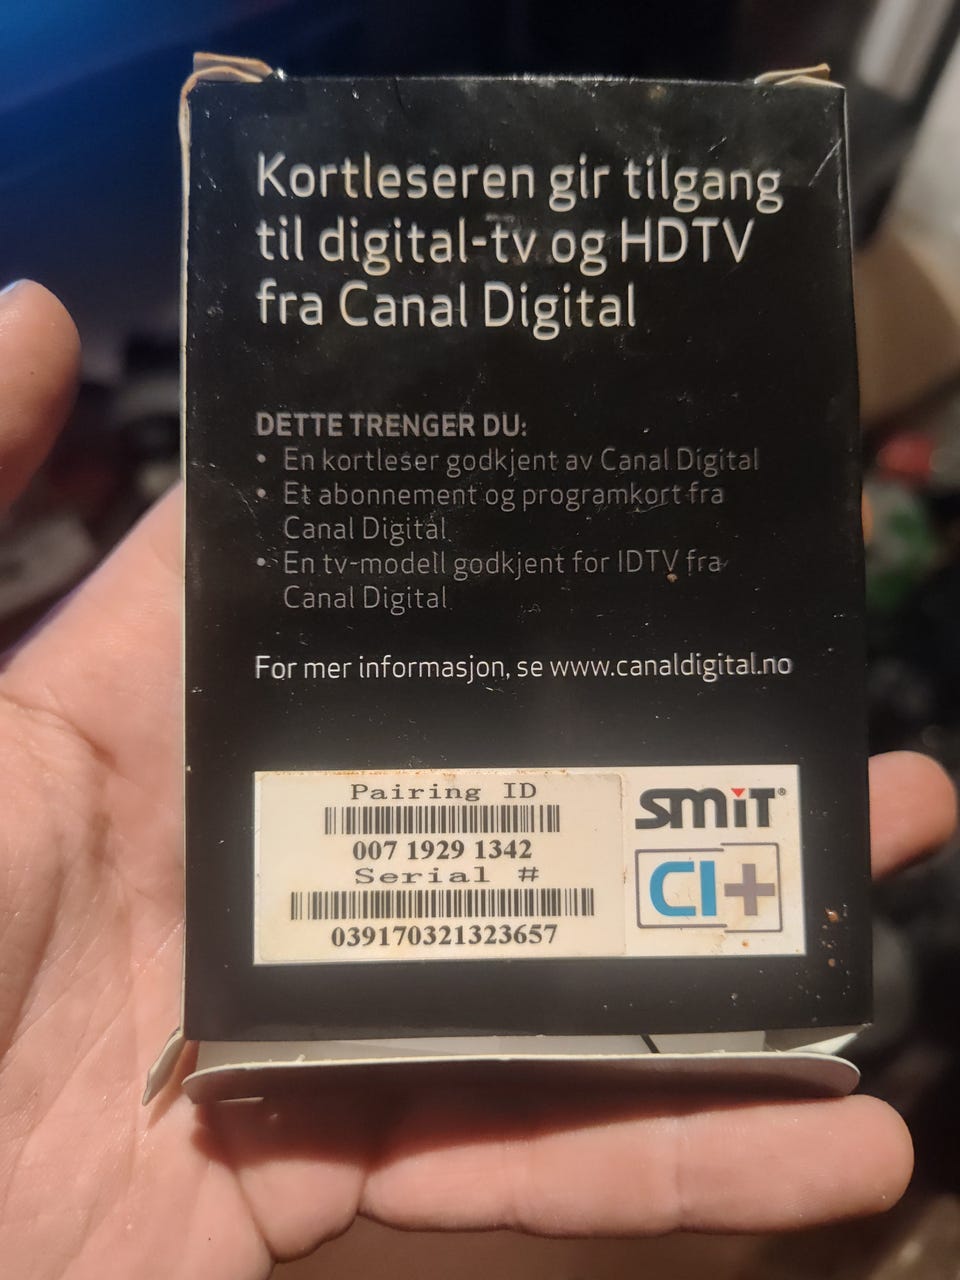 Kortleseren gir tilgang
til digital-tv og HDTV
fra Canal Digital
DETTE TRENGER DU:
• En kortleser godkjent av Canal Digital
• Et abonnement og programkort fra
Canal Digital
• En tv-modell godkjent for IDTV fra
Canal Digital
For mer informasjon, se www.canaldigital.no
Pairing ID
007 1929 1342
Serial #
039170321323657
SMiT®
CI+